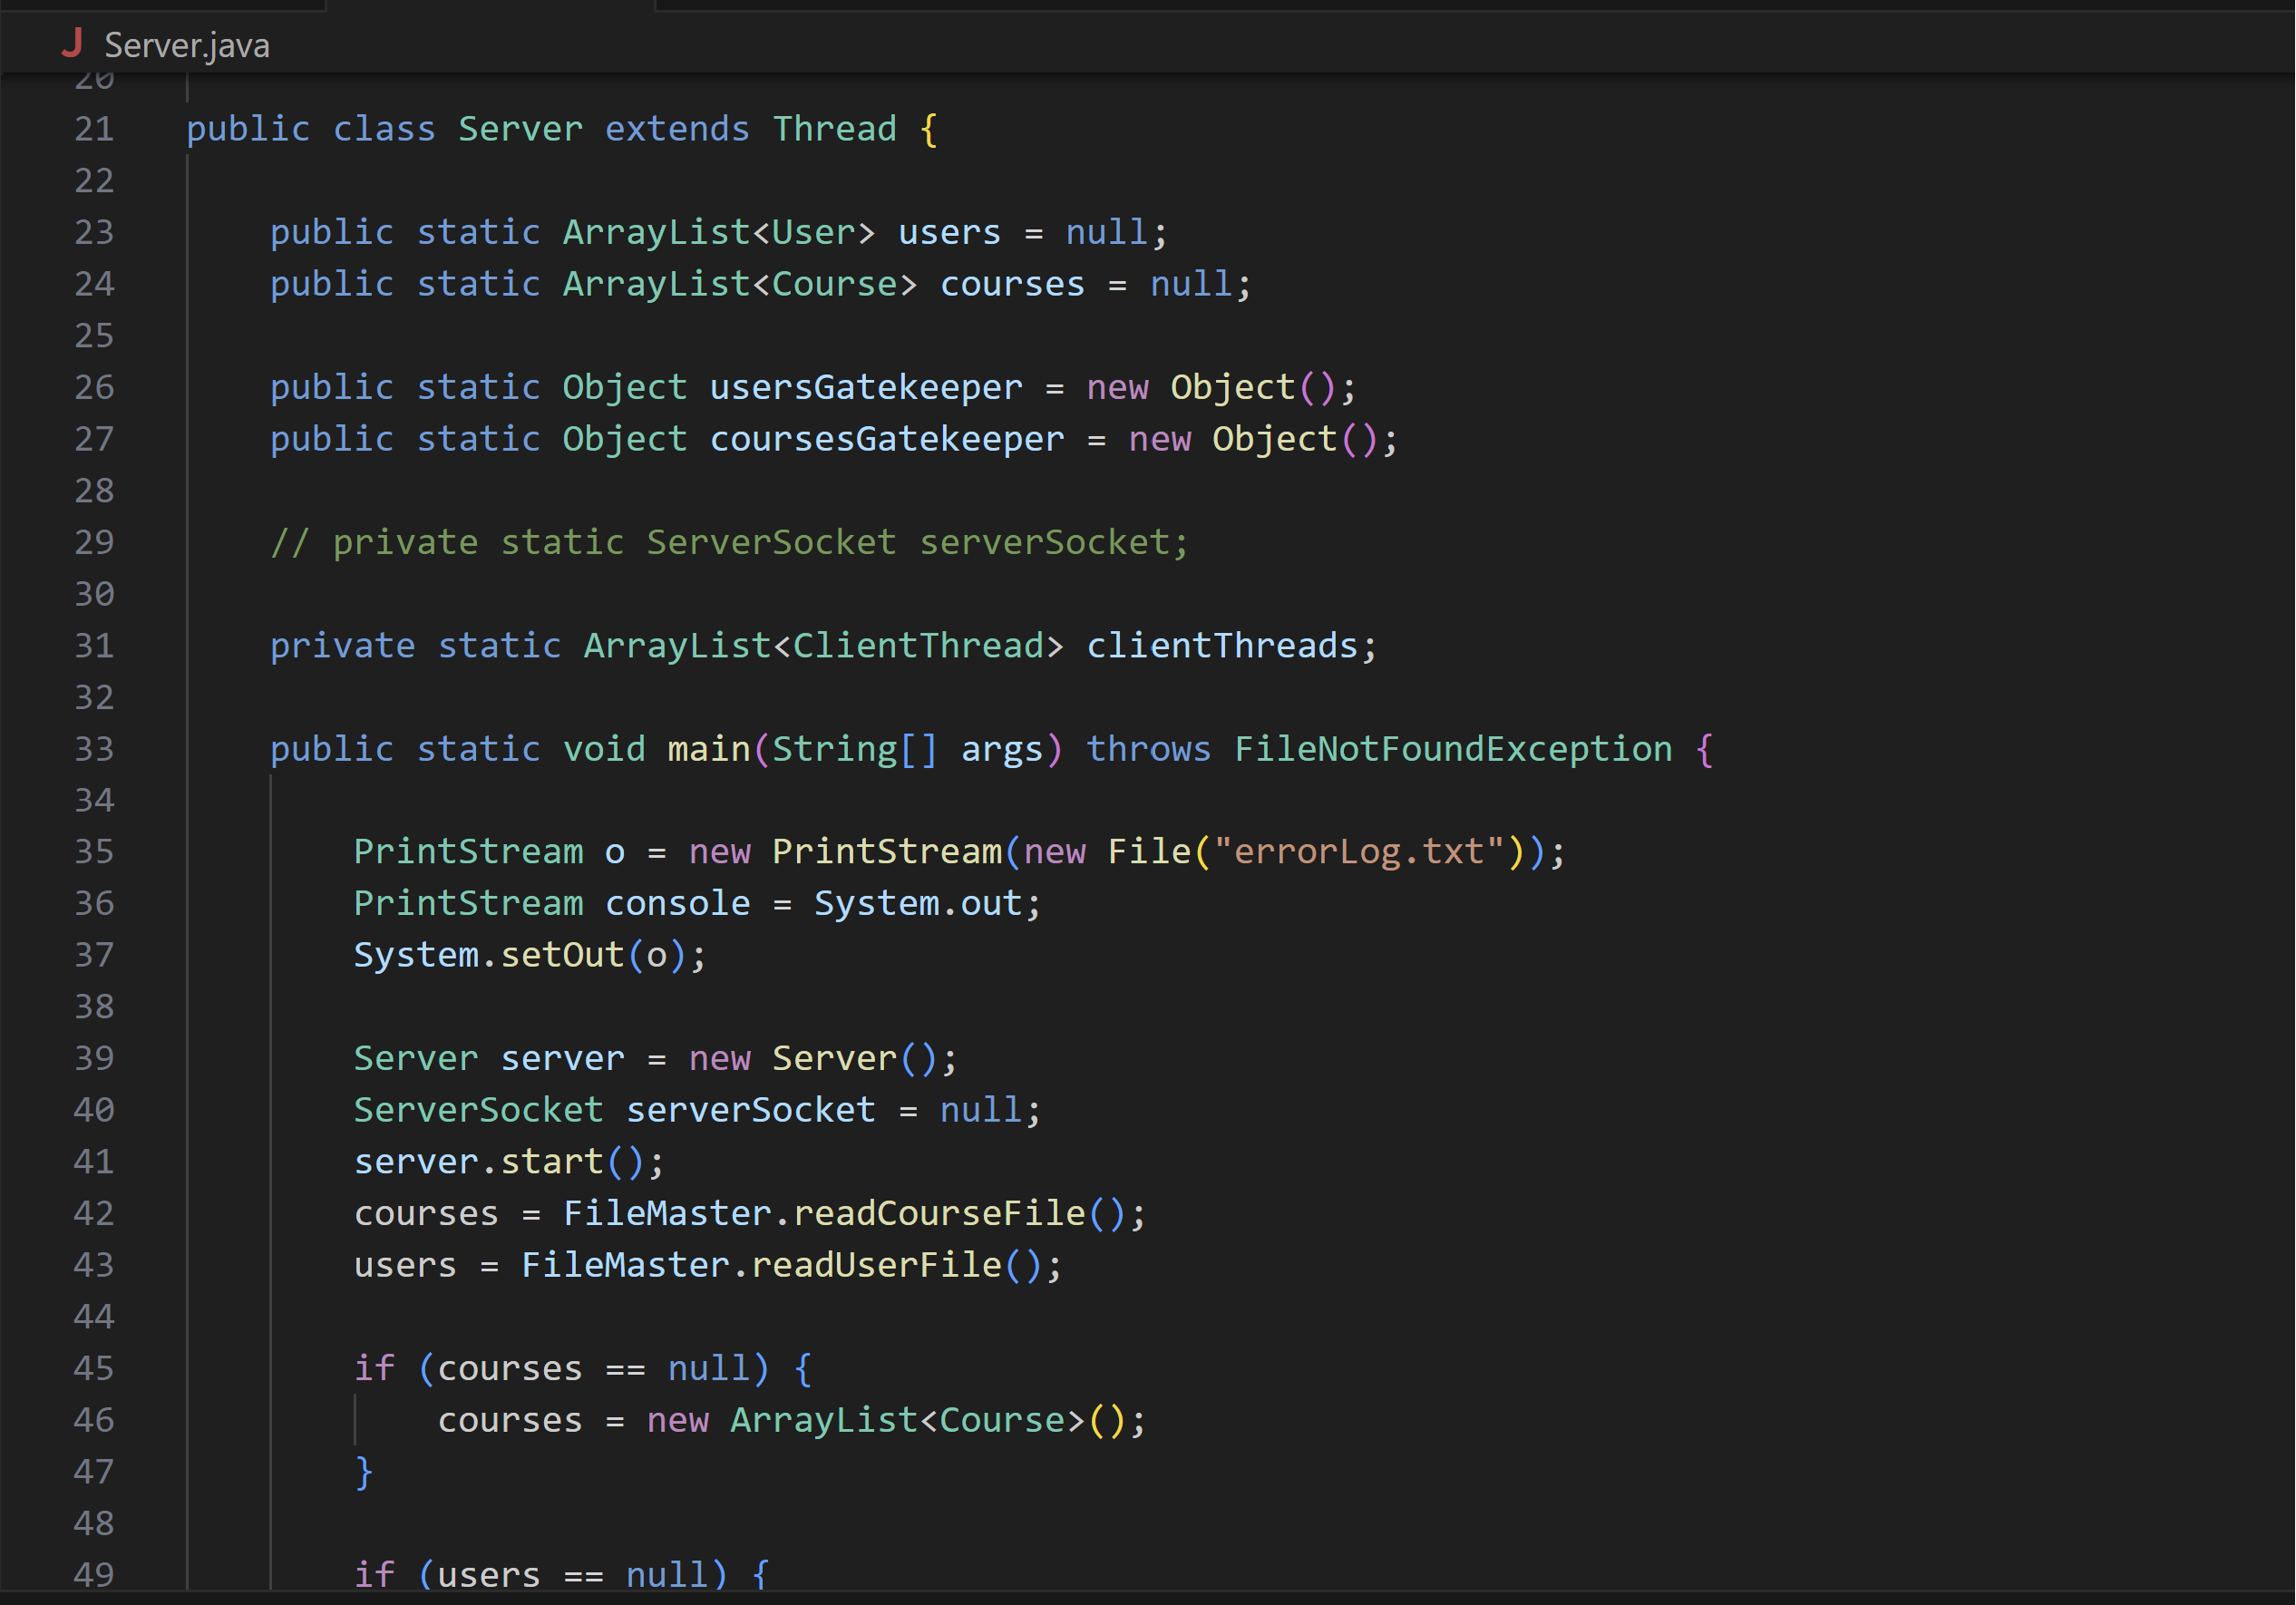 Server.java
20
21 public class Server extends Thread {
22
23 public static ArrayList<User> users = null;
24 public static ArrayList<Course> courses = null;
25
26 public static Object usersGatekeeper = new Object();
27 public static Object coursesGatekeeper = new Object();
28
29 // private static ServerSocket serverSocket;
30
31 private static ArrayList<ClientThread> clientThreads;
32
33 public static void main(String[] args) throws FileNotFoundException {
34
35 PrintStream o = new PrintStream(new File("errorLog.txt"));
36 PrintStream console = System.out;
37 System.setOut(o);
38
39 Server server = new Server();
40 ServerSocket serverSocket = null;
41 server.start();
42 courses = FileMaster.readCourseFile();
43 users = FileMaster.readUserFile();
44
45 if (courses == null) {
46 courses = new ArrayList<Course>();
47 }
48
49 if (users == null) {